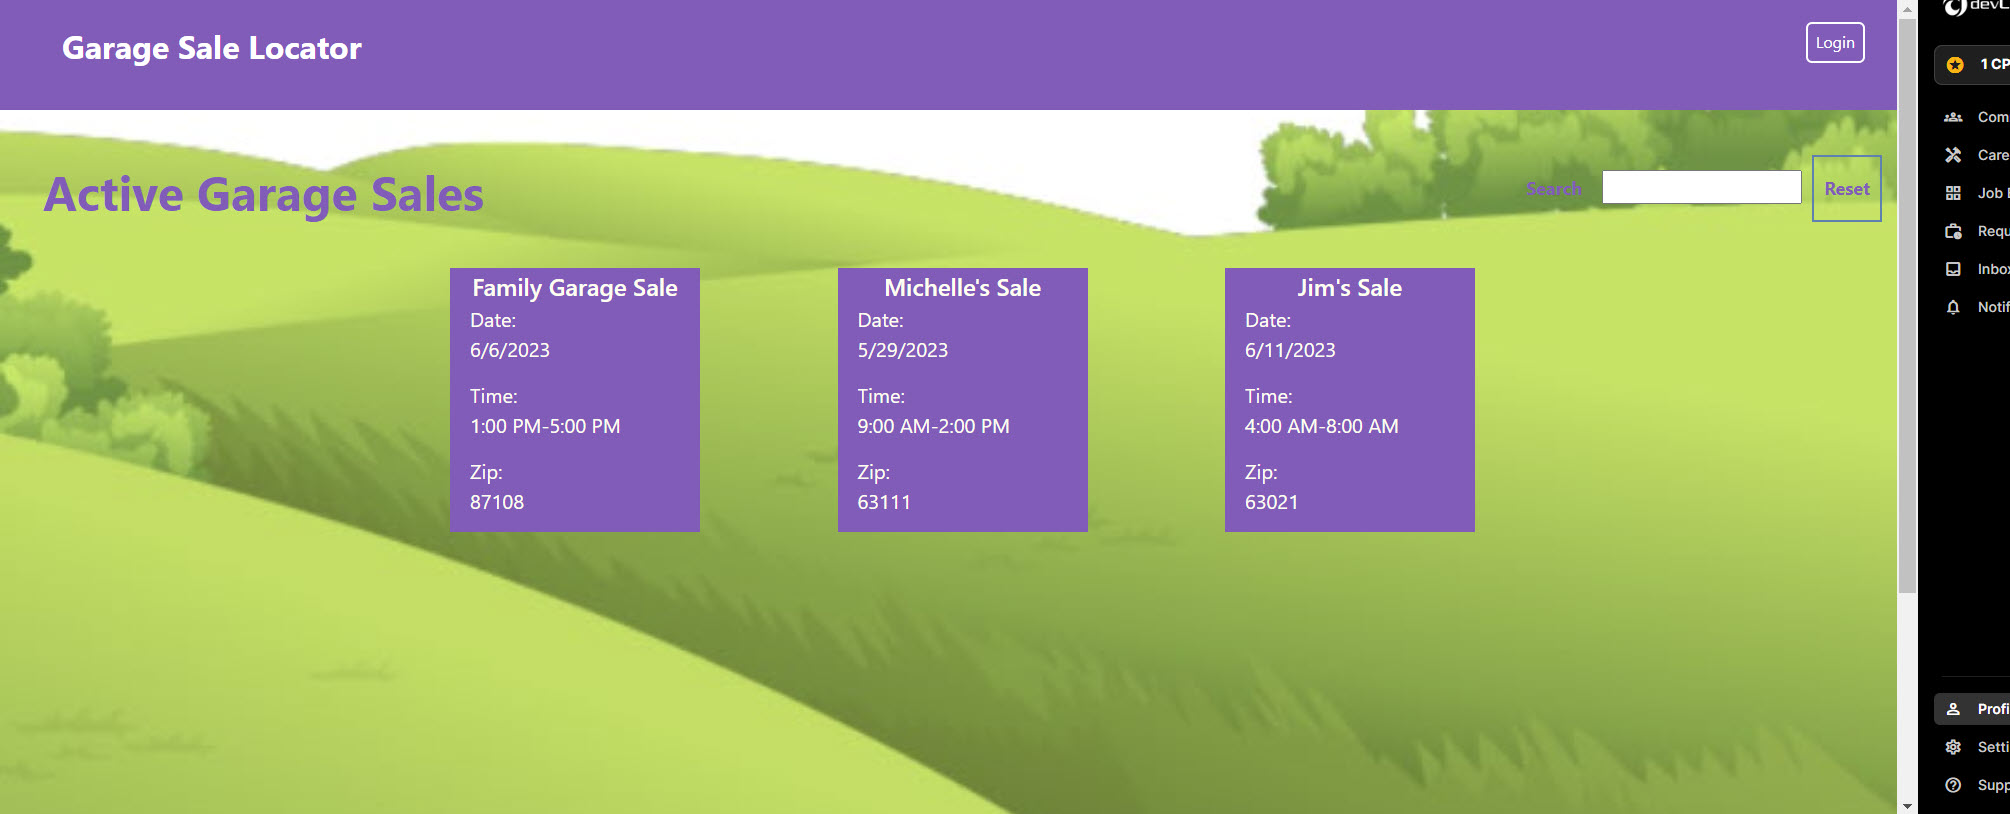 Garage Sale Locator
Login
Active Garage Sales
Search
Reset
Family Garage Sale
Date:
6/6/2023
Time:
1:00 PM-5:00 PM
Zip:
87108
Michelle's Sale
Date:
5/29/2023
Time:
9:00 AM-2:00 PM
Zip:
63111
Jim's Sale
Date:
6/11/2023
Time:
4:00 AM-8:00 AM
Zip:
63021
devL
1 CP
Com
Care
Job B
Requ
Inbox
Notif
Profi
Setti
Supp